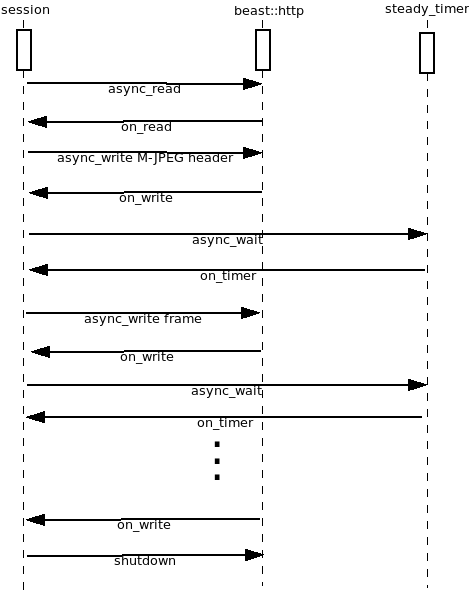 session
beast::http
steady_timer
async_read
on_read
async_write M-JPEG header
on_write
async_wait
on_timer
async_write frame
on_write
async_wait
on_timer
on_write
shutdown